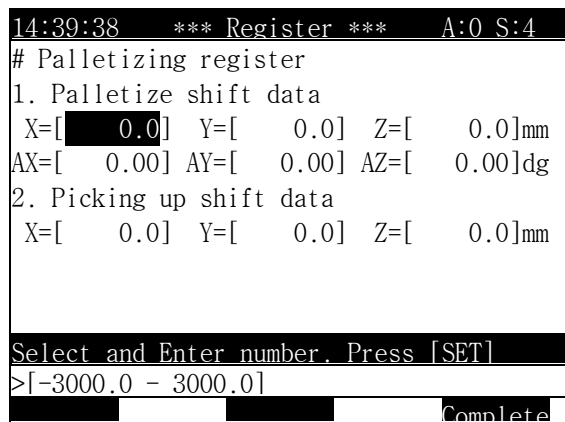 14:39:38 *** Register *** A:0 S:4
# Palletizing register
1. Palletize shift data
X=[ 0.0] Y=[ 0.0] Z=[ 0.0]mm
AX=[ 0.00] AY=[ 0.00] AZ=[ 0.00]dg
2. Picking up shift data
X=[ 0.0] Y=[ 0.0] Z=[ 0.0]mm
Select and Enter number. Press [SET]
>[-3000.0 - 3000.0]
Complete